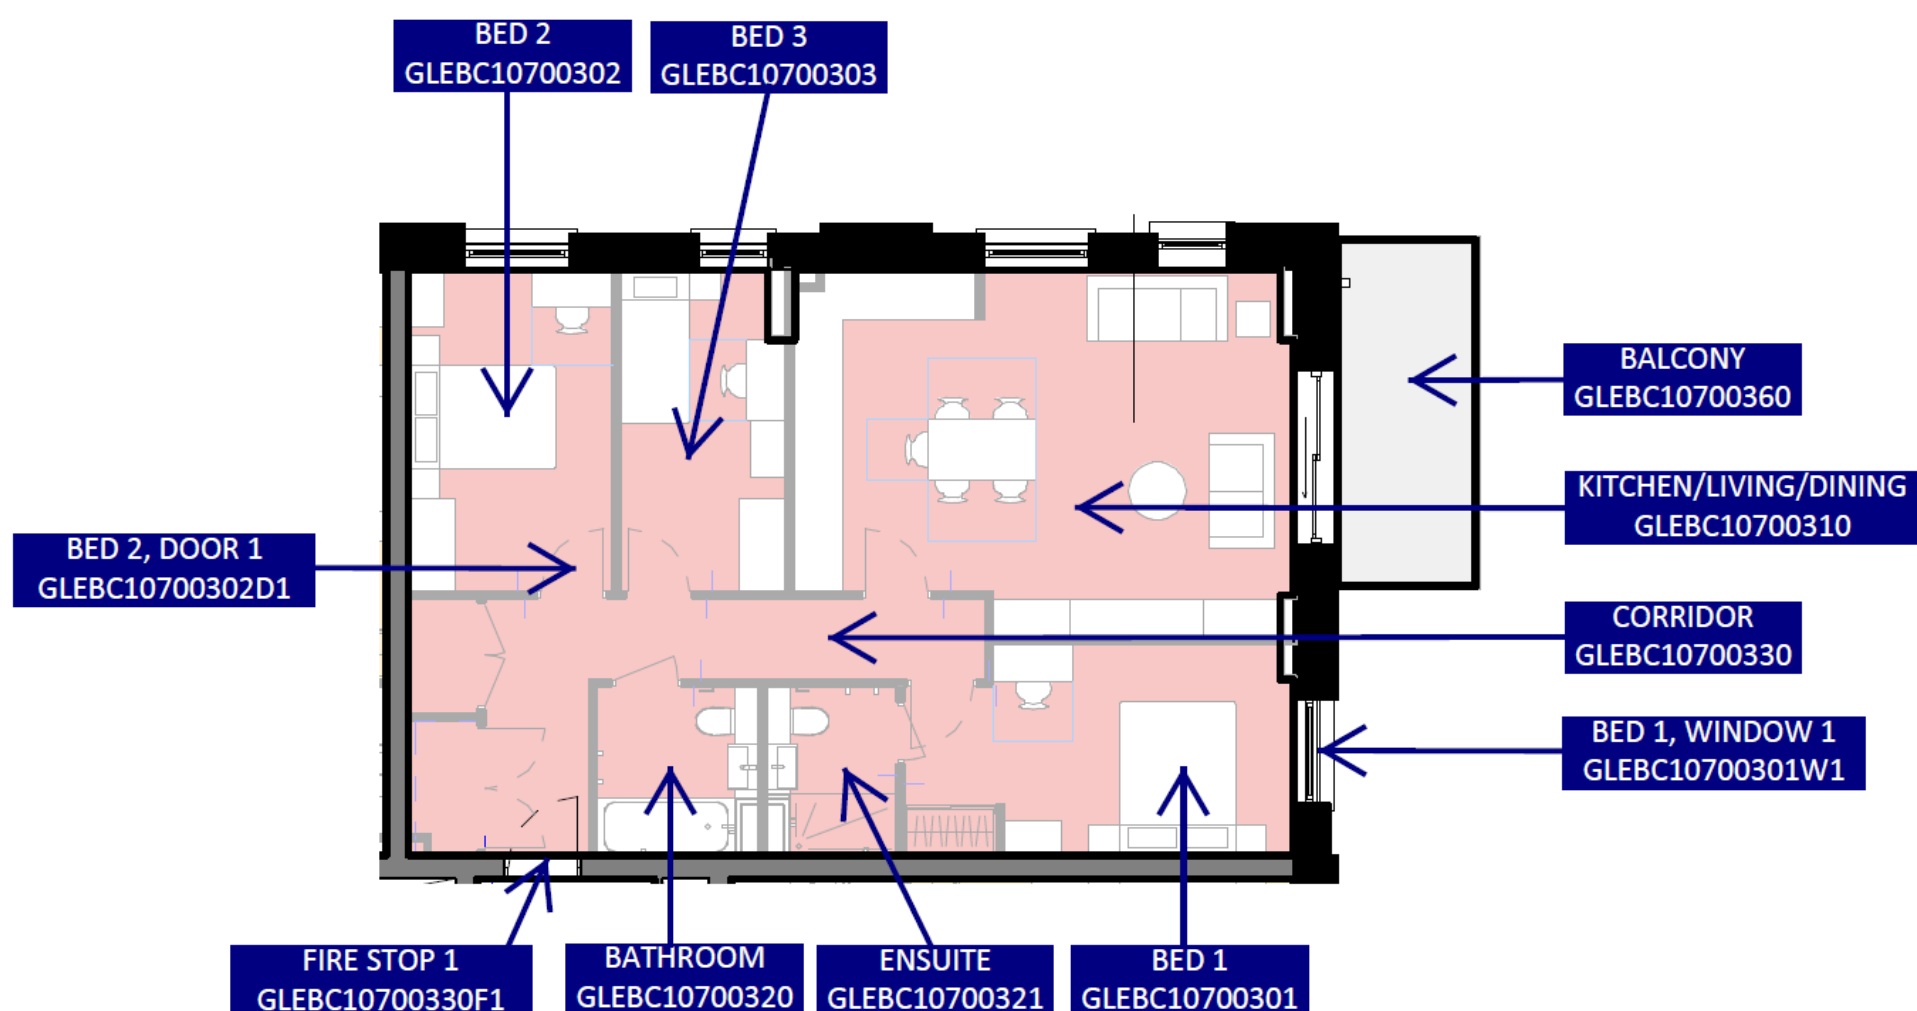 BED 2
GLEBC10700302
BED 3
GLEBC10700303
BALCONY
GLEBC10700360
KITCHEN/LIVING/DINING
GLEBC10700310
BED 2, DOOR 1
GLEBC10700302D1
CORRIDOR
GLEBC10700330
BED 1, WINDOW 1
GLEBC10700301W1
FIRE STOP 1
GLEBC10700330F1
BATHROOM
GLEBC10700320
ENSUITE
GLEBC10700321
BED 1
GLEBC10700301